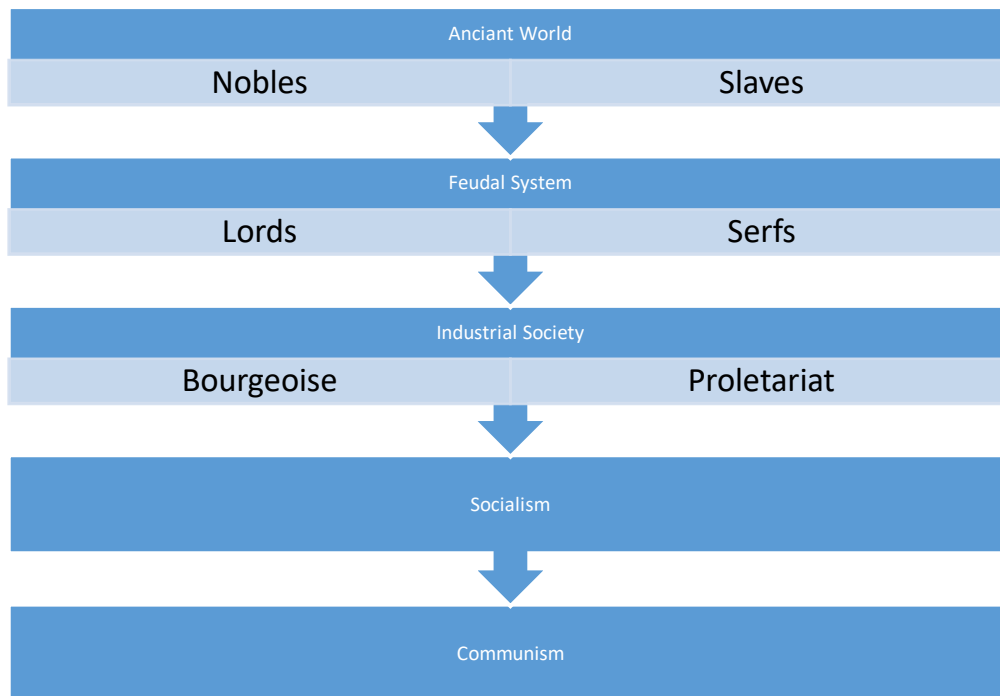 Anciant World
Nobles Slaves
Feudal System
Lords Serfs
Industrial Society
Bourgeoise Proletariat
Socialism
Communism